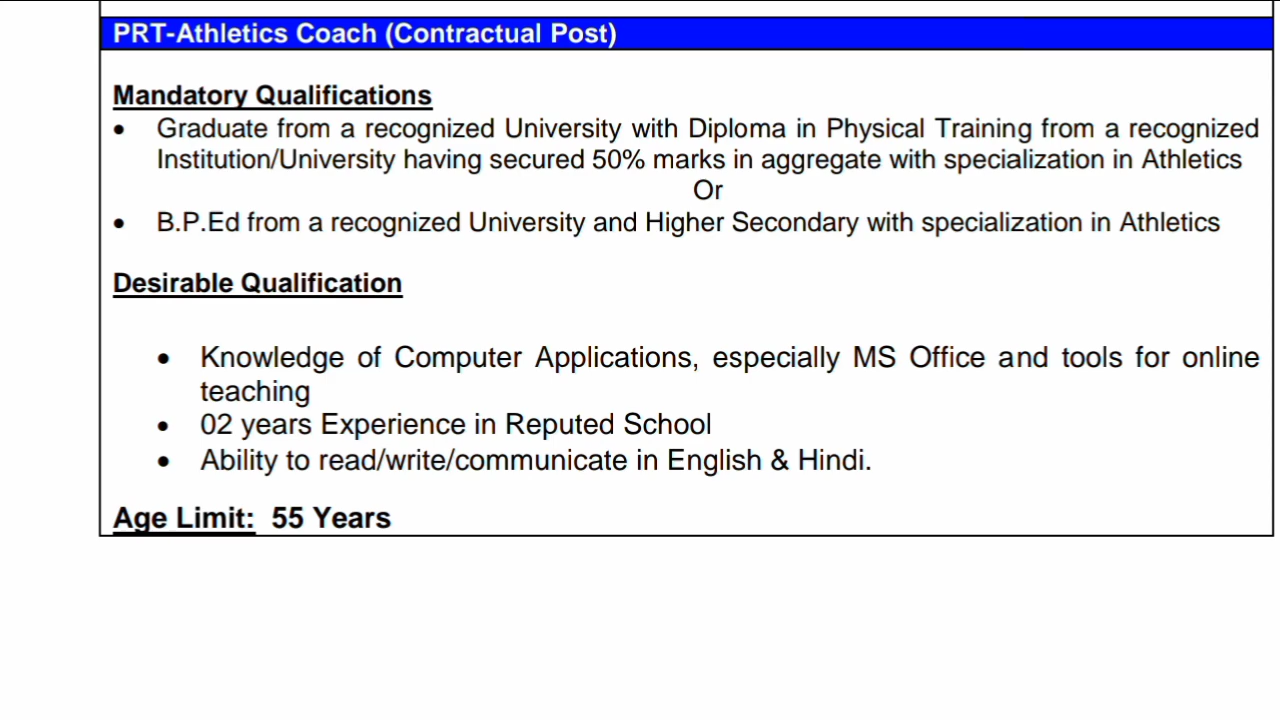 PRT-Athletics Coach (Contractual Post)
Mandatory Qualifications
• Graduate from a recognized University with Diploma in Physical Training from a recognized
Institution/University having secured 50% marks in aggregate with specialization in Athletics
Or
• B.P.Ed from a recognized University and Higher Secondary with specialization in Athletics
Desirable Qualification
• Knowledge of Computer Applications, especially MS Office and tools for online
teaching
• 02 years Experience in Reputed School
• Ability to read/write/communicate in English & Hindi.
Age Limit: 55 Years